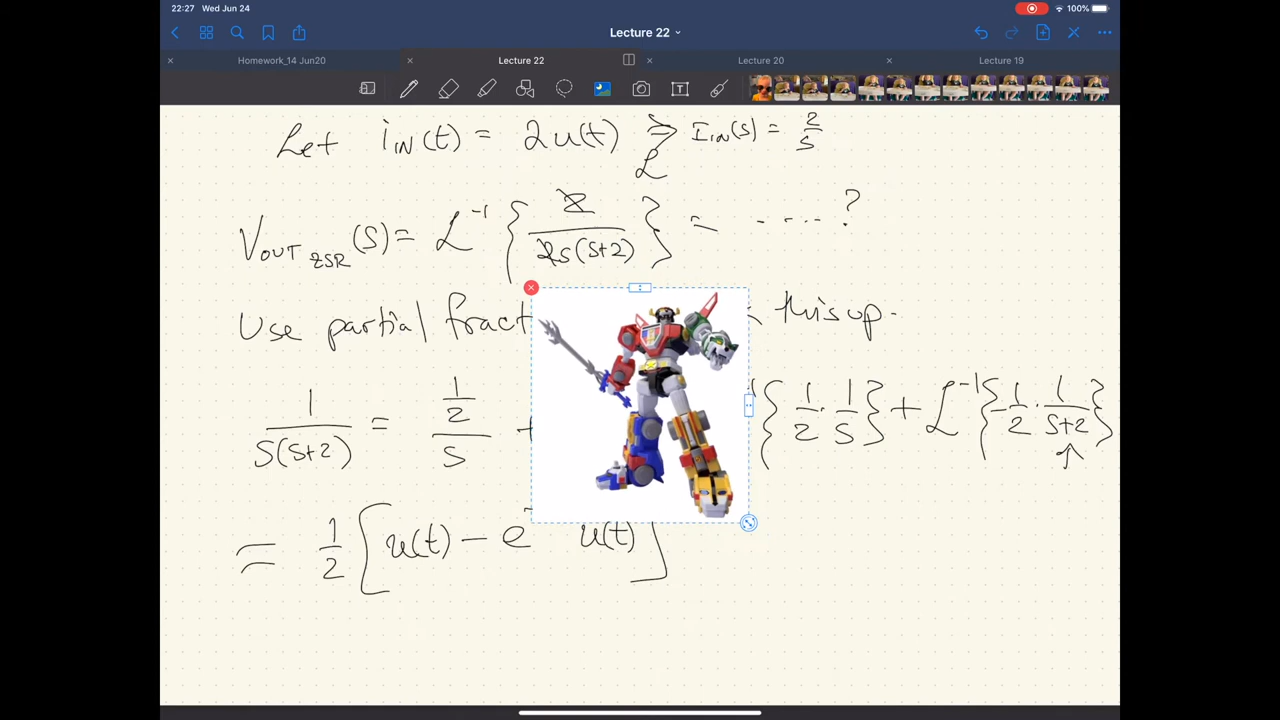 22:27 Wed Jun 24 100%
Lecture 22
Homework_14 Jun20 Lecture 22 Lecture 20 Lecture 19
Let i_IN(t) = 2u(t) ⇒ I_IN(s) = 2/s
ℒ
V_OUT ZSR (s) = ℒ^-1 { 2 / 2s(s+2) } = ....?
Use partial fract this up.
1 / s(s+2) = 1/2 / s + { 1/2 · 1/s } + ℒ^-1 { -1/2 · 1/s+2 }
= 1/2 [ u(t) - e^- u(t) ]